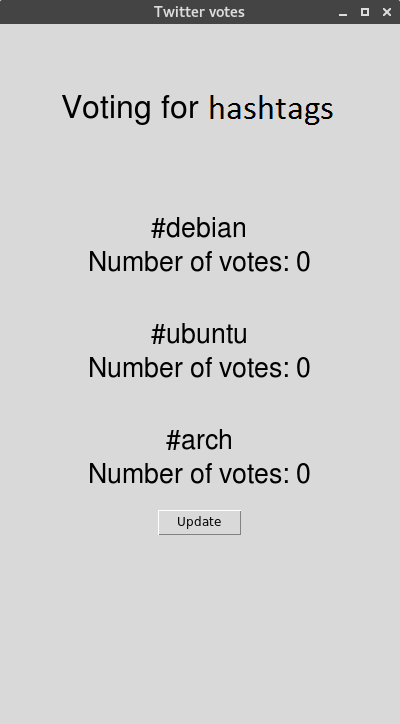 Twitter votes
Voting for hashtags
#debian
Number of votes: 0
#ubuntu
Number of votes: 0
#arch
Number of votes: 0
Update